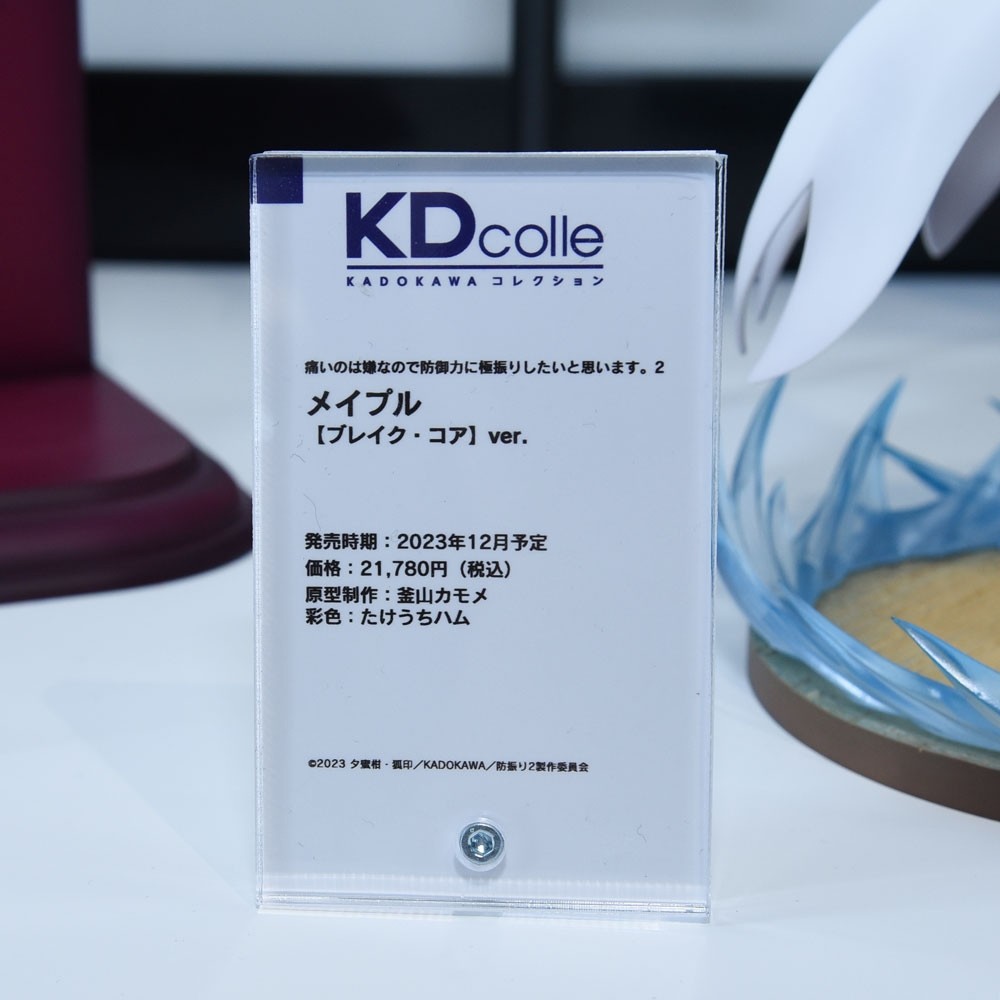 KDcolle
KADOKAWA コレクション
痛いのは嫌なので防御力に極振りしたいと思います。2
メイプル
【ブレイク・コア】ver.
発売時期：2023年12月予定
価格：21,780円（税込）
原型制作：釜山カモメ
彩色：たけうちハム
©2023 夕蜜柑・狐印／KADOKAWA／防振り2製作委員会